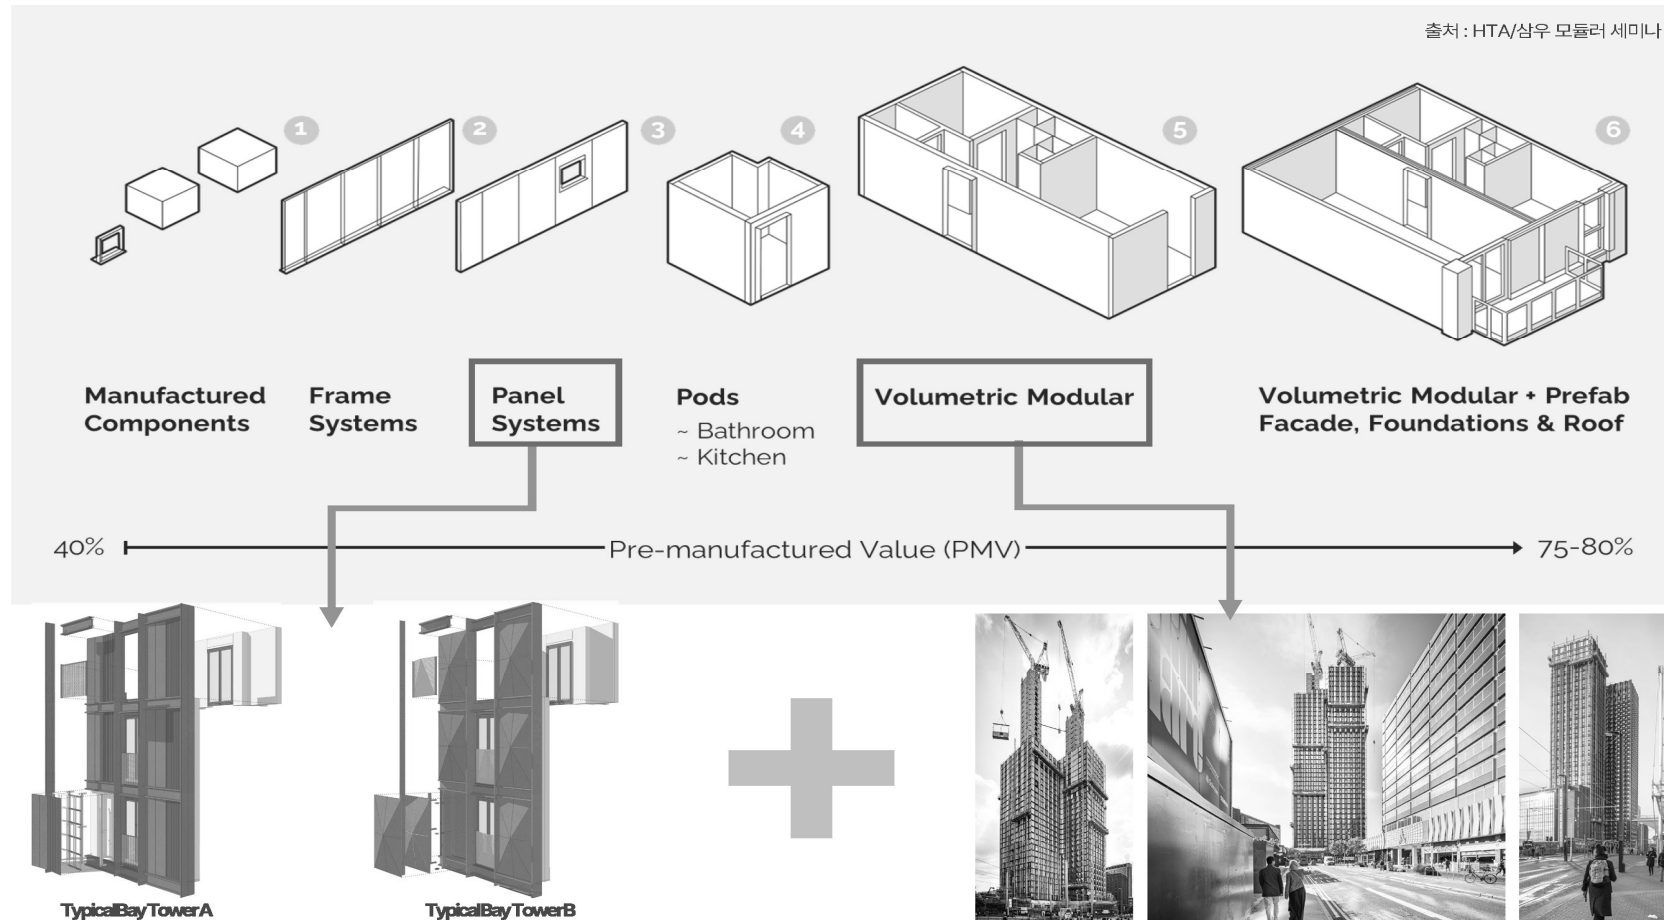 출처 : HTA/삼우 모듈러 세미나
1
2
3
4
5
6
Manufactured
Components
Frame
Systems
Panel
Systems
Pods
~ Bathroom
~ Kitchen
Volumetric Modular
Volumetric Modular + Prefab
Facade, Foundations & Roof
40%
Pre-manufactured Value (PMV)
75-80%
TypicalBayTowerA
TypicalBayTowerB